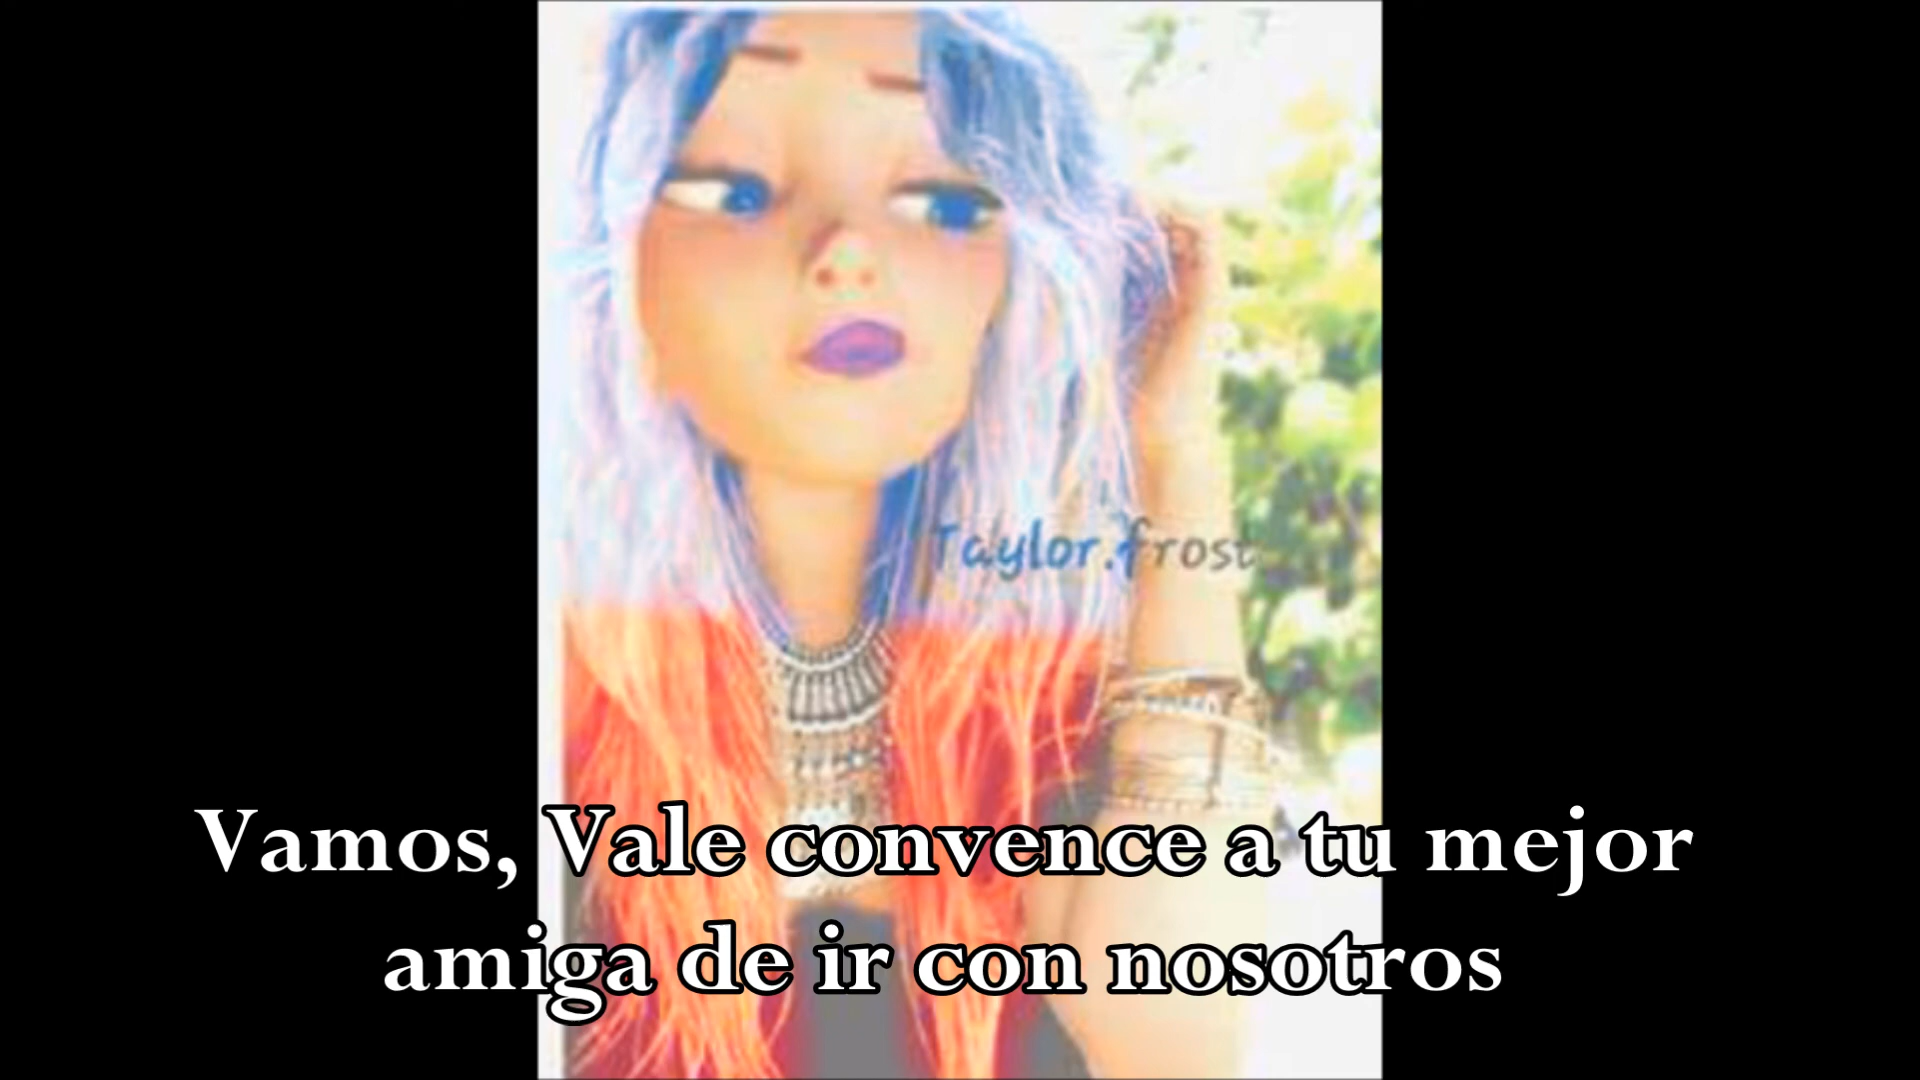 Taylor.frost
Vamos, Vale convence a tu mejor
amiga de ir con nosotros